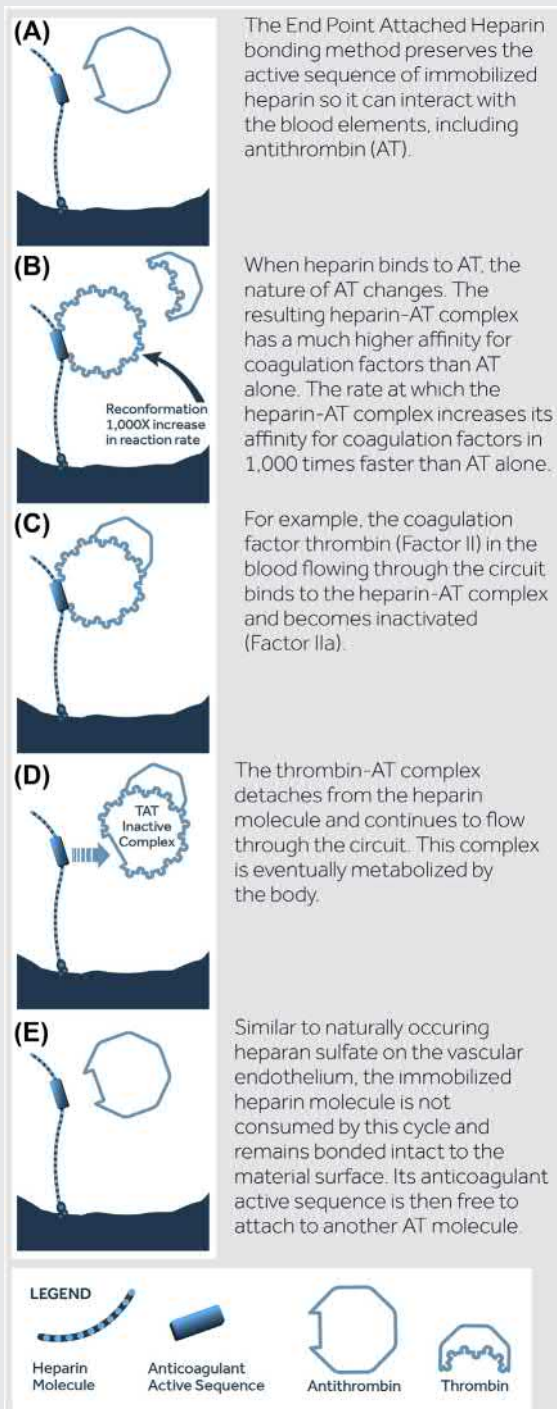 (A)
The End Point Attached Heparin
bonding method preserves the
active sequence of immobilized
heparin so it can interact with
the blood elements, including
antithrombin (AT).
(B)
Reconformation
1,000X increase
in reaction rate
When heparin binds to AT, the
nature of AT changes. The
resulting heparin-AT complex
has a much higher affinity for
coagulation factors than AT
alone. The rate at which the
heparin-AT complex increases its
affinity for coagulation factors in
1,000 times faster than AT alone.
(C)
For example, the coagulation
factor thrombin (Factor II) in the
blood flowing through the circuit
binds to the heparin-AT complex
and becomes inactivated
(Factor IIa).
(D)
TAT
Inactive
Complex
The thrombin-AT complex
detaches from the heparin
molecule and continues to flow
through the circuit. This complex
is eventually metabolized by
the body.
(E)
Similar to naturally occuring
heparan sulfate on the vascular
endothelium, the immobilized
heparin molecule is not
consumed by this cycle and
remains bonded intact to the
material surface. Its anticoagulant
active sequence is then free to
attach to another AT molecule.
LEGEND
Heparin
Molecule
Anticoagulant
Active Sequence
Antithrombin
Thrombin